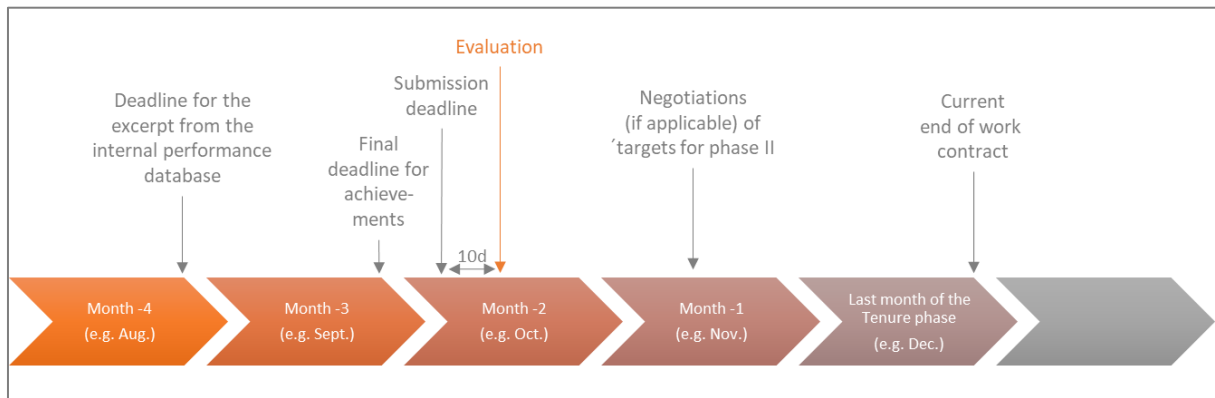 Evaluation
Submission
deadline
Deadline for the
excerpt from the
internal performance
database
Final
deadline for
achieve-
ments
Negotiations
(if applicable) of
´targets for phase II
Current
end of work
contract
10d
Month -4
(e.g. Aug.)
Month -3
(e.g. Sept.)
Month -2
(e.g. Oct.)
Month -1
(e.g. Nov.)
Last month of the
Tenure phase
(e.g. Dec.)